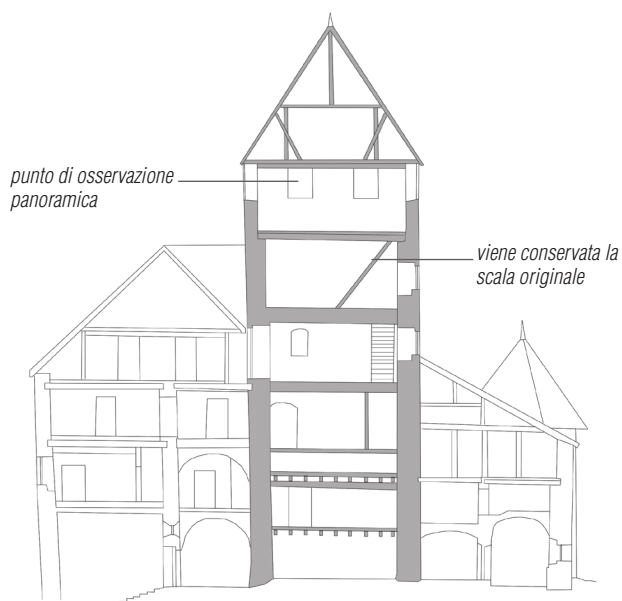 punto di osservazione
panoramica
viene conservata la
scala originale